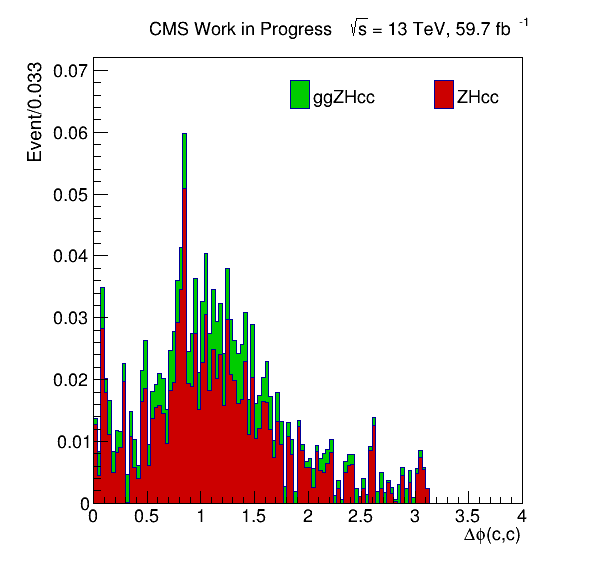 CMS Work in Progress √s = 13 TeV, 59.7 fb -1
Event/0.033
ggZHcc ZHcc
0.07
0.06
0.05
0.04
0.03
0.02
0.01
0
0 0.5 1 1.5 2 2.5 3 3.5 4
Δϕ(c,c)